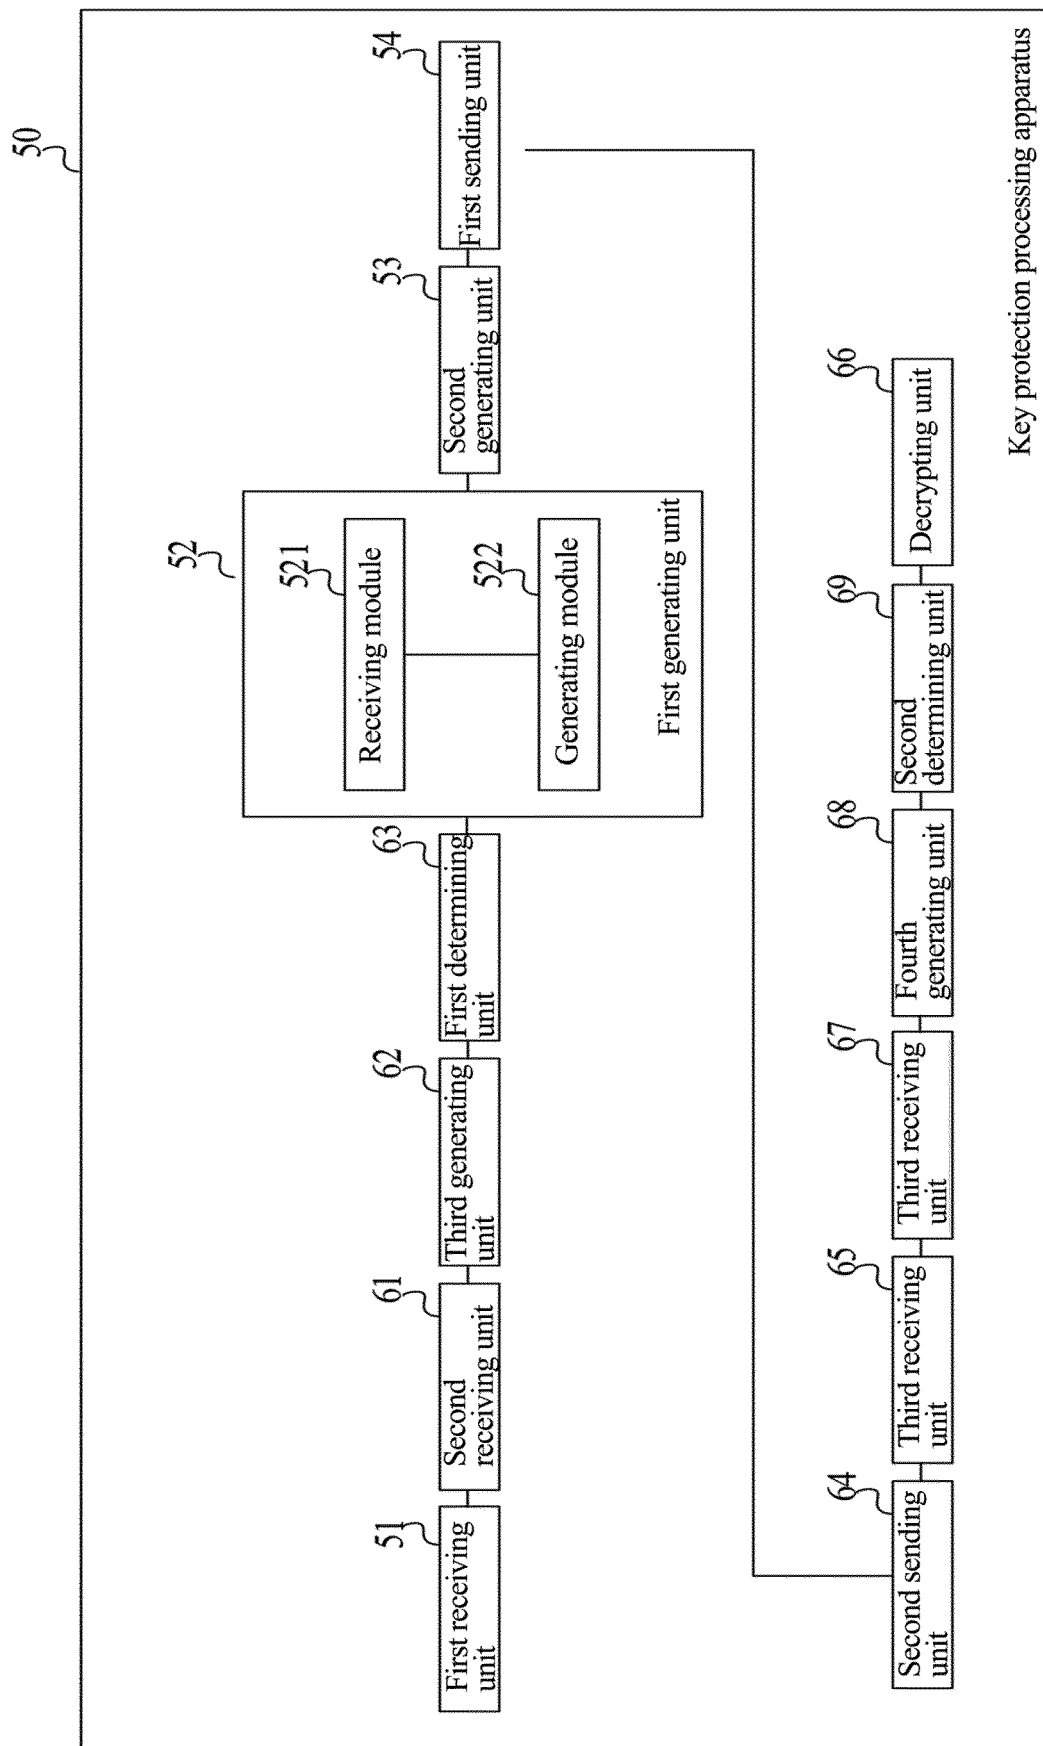 50
51
First receiving
unit
61
Second
receiving unit
62
Third generating
unit
63
First determining
unit
52
521
Receiving module
522
Generating module
First generating unit
53
Second
generating unit
54
First sending unit
64
Second sending
unit
65
Third receiving
unit
67
Third receiving
unit
68
Fourth
generating unit
69
Second
determining unit
66
Decrypting unit
Key protection processing apparatus